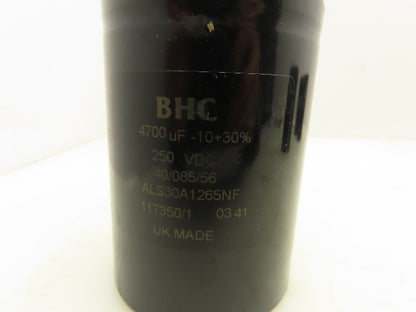 BHC
4700 uF -10+30%
250 VDC
40/085/56
ALS30A1265NF
117350/1 03 41
UK MADE